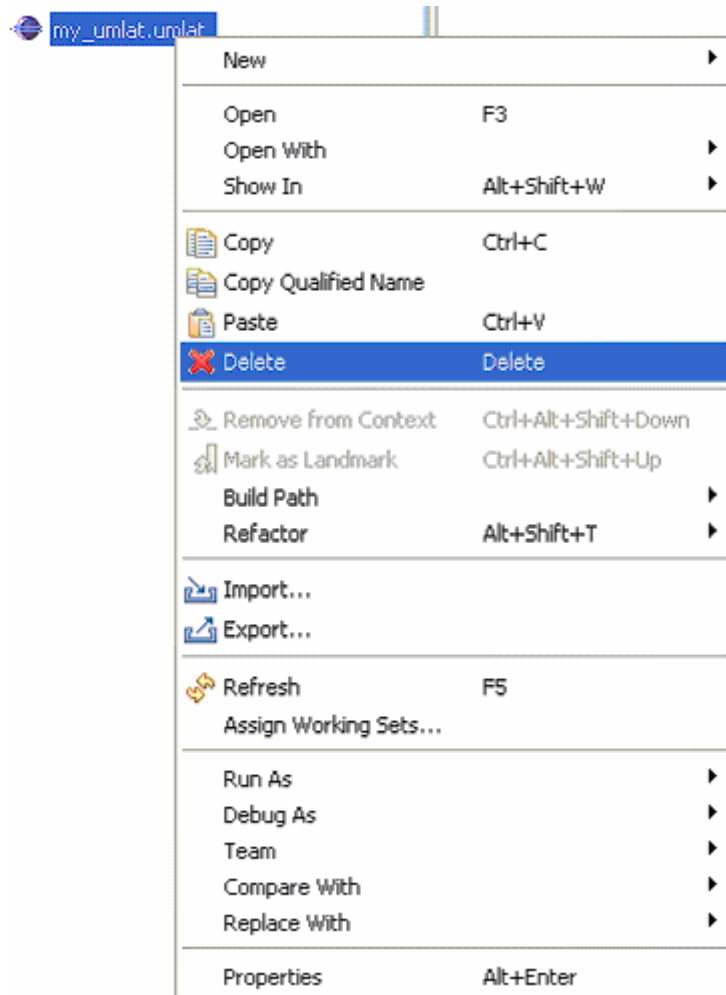 my_umlat.umlat
New
Open F3
Open With
Show In Alt+Shift+W
Copy Ctrl+C
Copy Qualified Name
Paste Ctrl+V
Delete Delete
Remove from Context Ctrl+Alt+Shift+Down
Mark as Landmark Ctrl+Alt+Shift+Up
Build Path
Refactor Alt+Shift+T
Import...
Export...
Refresh F5
Assign Working Sets...
Run As
Debug As
Team
Compare With
Replace With
Properties Alt+Enter